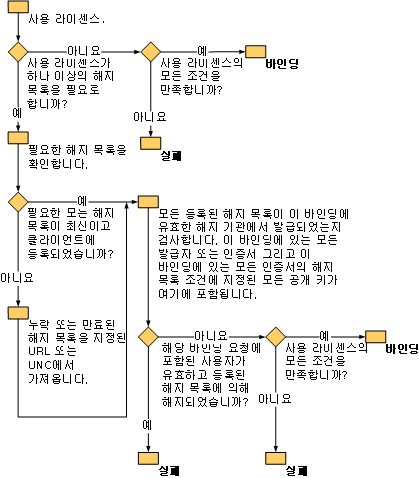 사용 라이센스.
아니요
예
사용 라이센스가
하나 이상의 해지
목록을 필요로
합니까?
사용 라이센스의
모든 조건을
만족합니까?
바인딩
예
아니요
필요한 해지 목록을
확인합니다.
실패
예
필요한 모는 해지
목록이 최신이고
클라이언트에
등록되었습니까?
모든 등록된 해지 목록이 이 바인딩에
유효한 해지 기관에서 발급되었는지
검사합니다. 이 바인딩에 있는 모든
발급자 또는 인증서 그리고 이
바인딩에 있는 모든 인증서의 해지
목록 조건에 지정된 모든 공개 키가
여기에 포함됩니다.
아니요
누락 또는 만료된
해지 목록을 지정된
URL 또는
UNC에서
가져옵니다.
아니요
예
해당 바인딩 요청에
포함된 사용자가
유효하고 등록된
해지 목록에 의해
해지되었습니까?
사용 라이센스의
모든 조건을
만족합니까?
바인딩
예
아니요
실패
실패